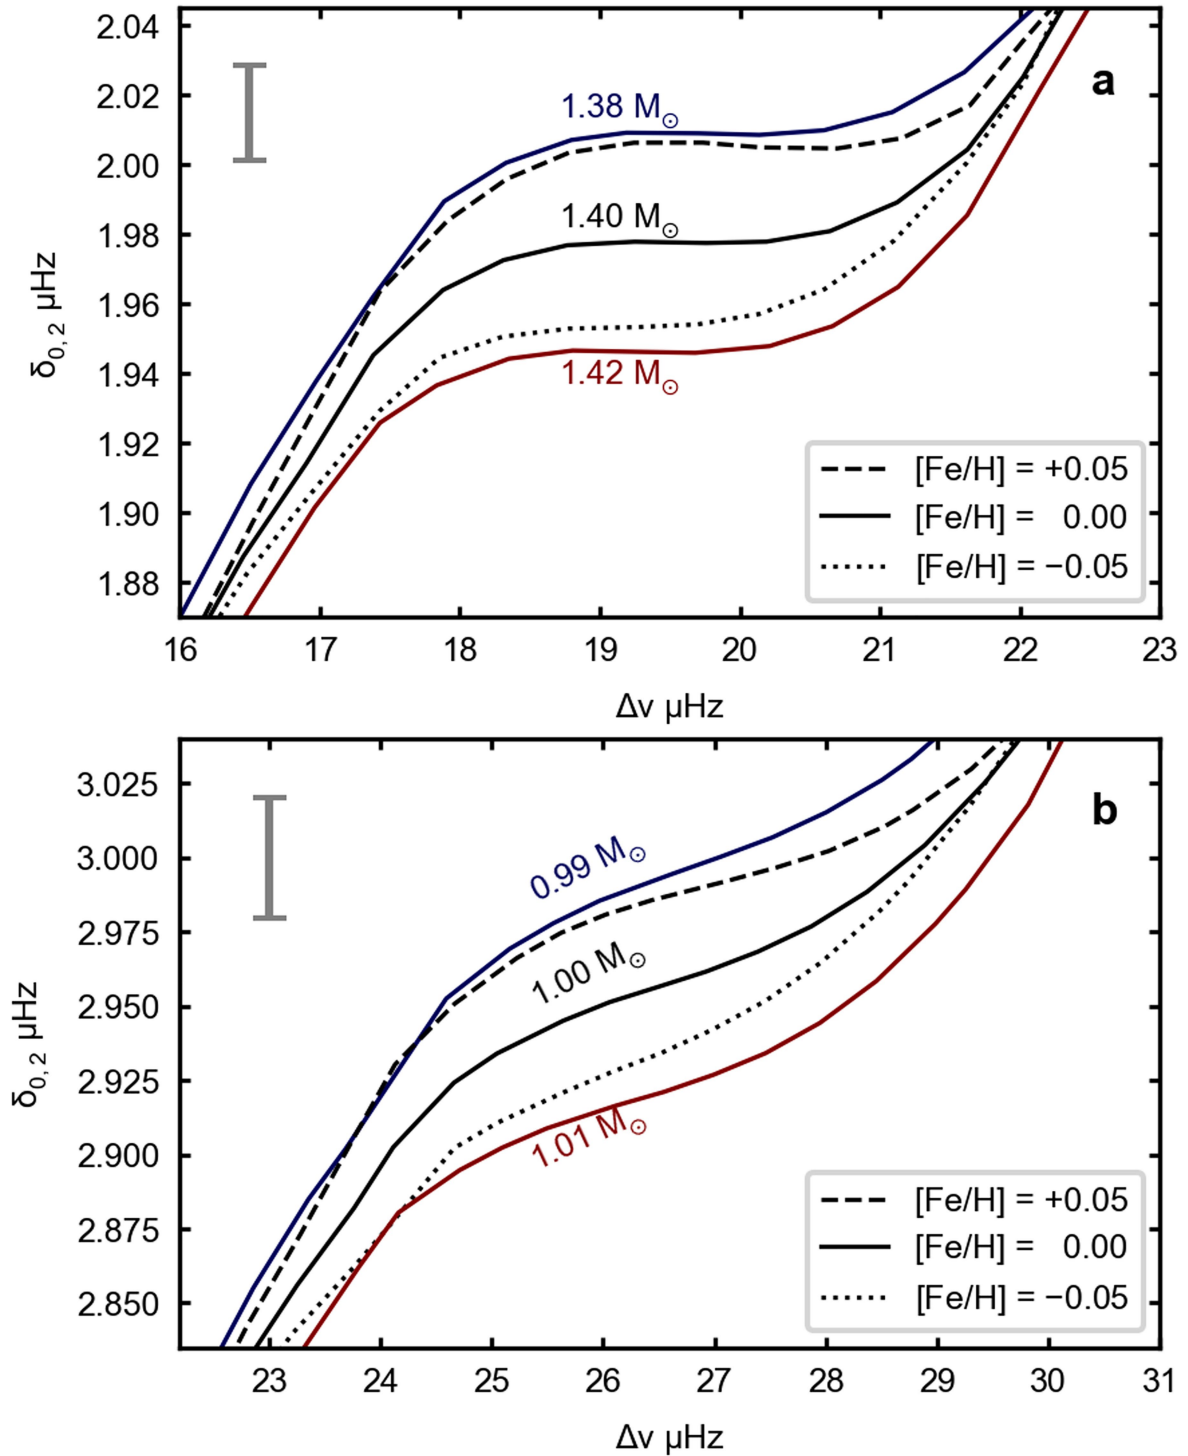 a
2.04
2.02
2.00
1.98
1.96
1.94
1.92
1.90
1.88
δ0, 2 μHz
1.38 M⊙
1.40 M⊙
1.42 M⊙
[Fe/H] = +0.05
[Fe/H] = 0.00
[Fe/H] = −0.05
16 17 18 19 20 21 22 23
Δν μHz
b
3.025
3.000
2.975
2.950
2.925
2.900
2.875
2.850
δ0, 2 μHz
0.99 M⊙
1.00 M⊙
1.01 M⊙
[Fe/H] = +0.05
[Fe/H] = 0.00
[Fe/H] = −0.05
23 24 25 26 27 28 29 30 31
Δν μHz